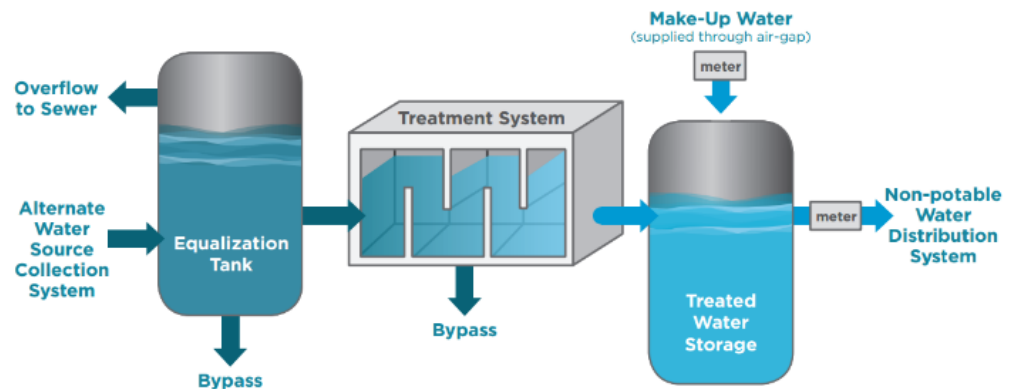 Make-Up Water
(supplied through air-gap)
meter
Overflow
to Sewer
Treatment System
Alternate
Water
Source
Collection
System
Equalization
Tank
meter
Non-potable
Water
Distribution
System
Treated
Water
Storage
Bypass
Bypass